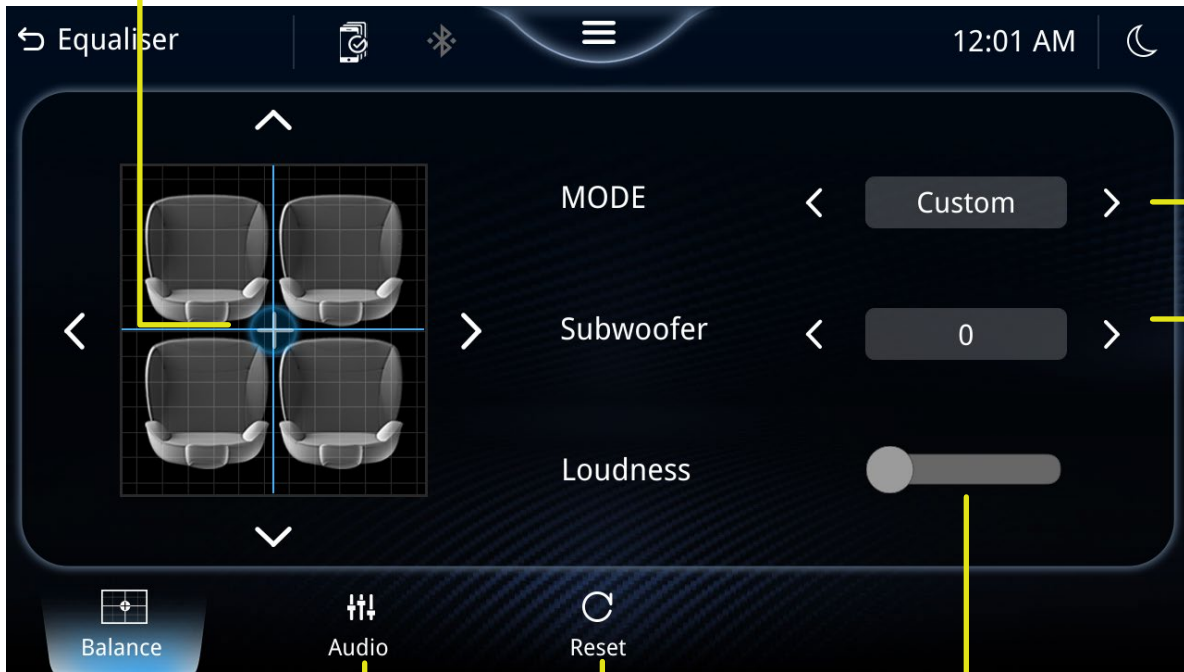 Equaliser
12:01 AM
MODE
Custom
Subwoofer
0
Loudness
Balance
Audio
Reset